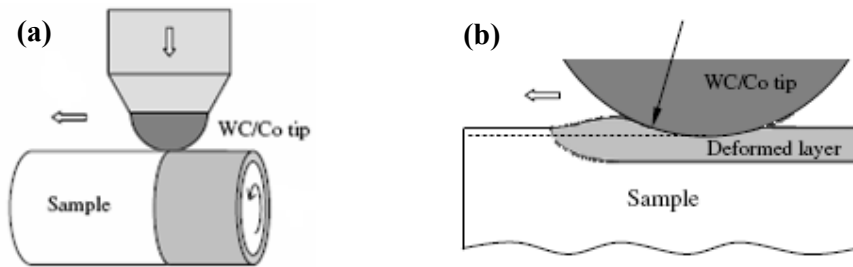 (a)
WC/Co tip
Sample
(b)
WC/Co tip
Deformed layer
Sample